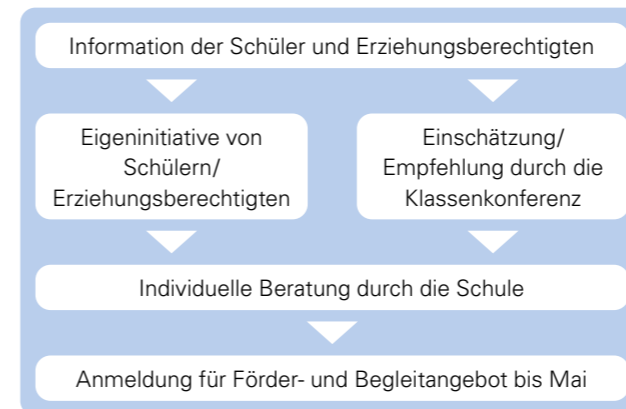 Information der Schüler und Erziehungsberechtigten
Eigeninitiative von
Schülern/
Erziehungsberechtigten
Einschätzung/
Empfehlung durch die
Klassenkonferenz
Individuelle Beratung durch die Schule
Anmeldung für Förder- und Begleitangebot bis Mai